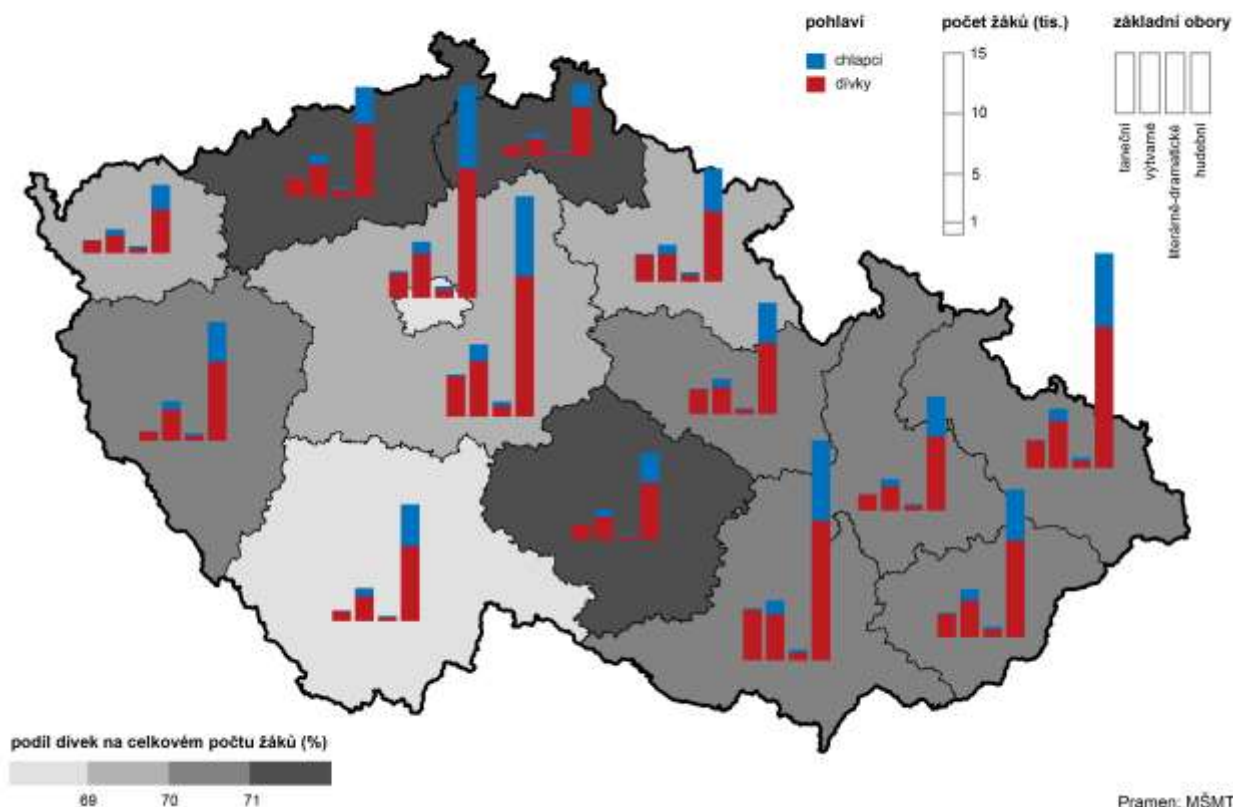 pohlaví
chlapci
dívky
počet žáků (tis.)
15
10
5
1
základní obory
taneční
výtvarné
literárně-dramatické
hudební
podíl dívek na celkovém počtu žáků (%)
69
70
71
Pramen: MŠMT